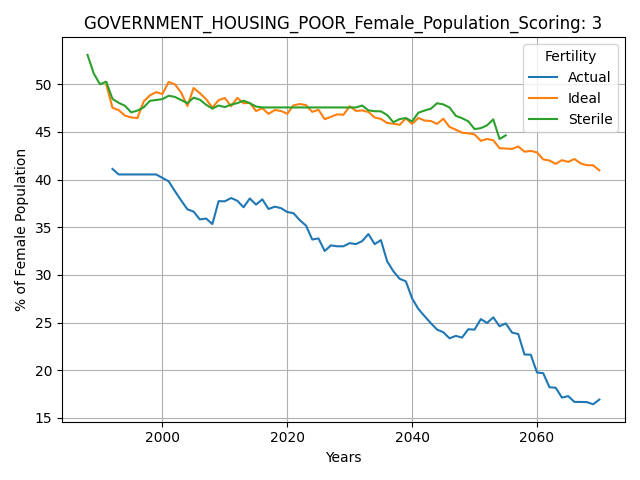 GOVERNMENT_HOUSING_POOR_Female_Population_Scoring: 3
Fertility
Actual
Ideal
Sterile
% of Female Population
50
45
40
35
30
25
20
15
2000
2020
2040
2060
Years